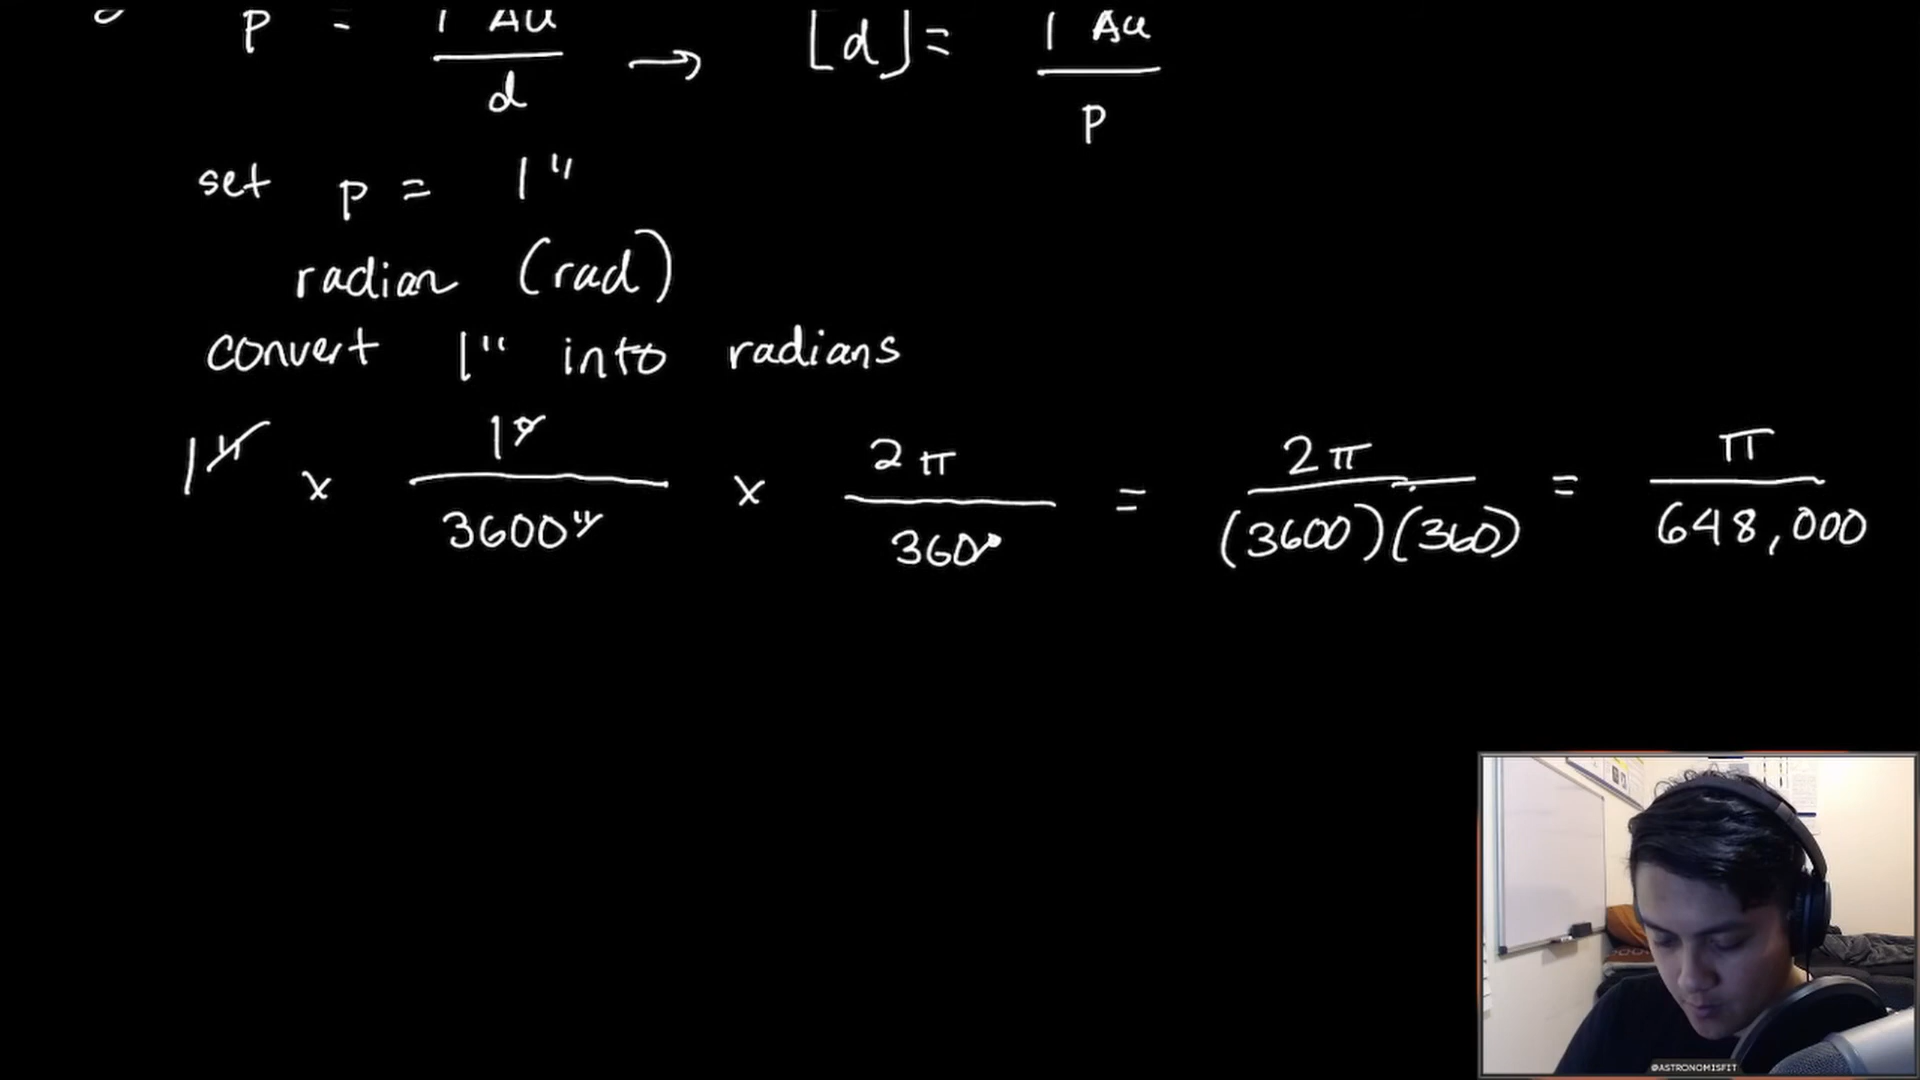 p = 1 AU / d → [d] = 1 AU / p
set p = 1"
radian (rad)
convert 1" into radians
1" x 1° / 3600" x 2π / 360° = 2π / (3600)(360) = π / 648,000
@ASTRONOMISFIT